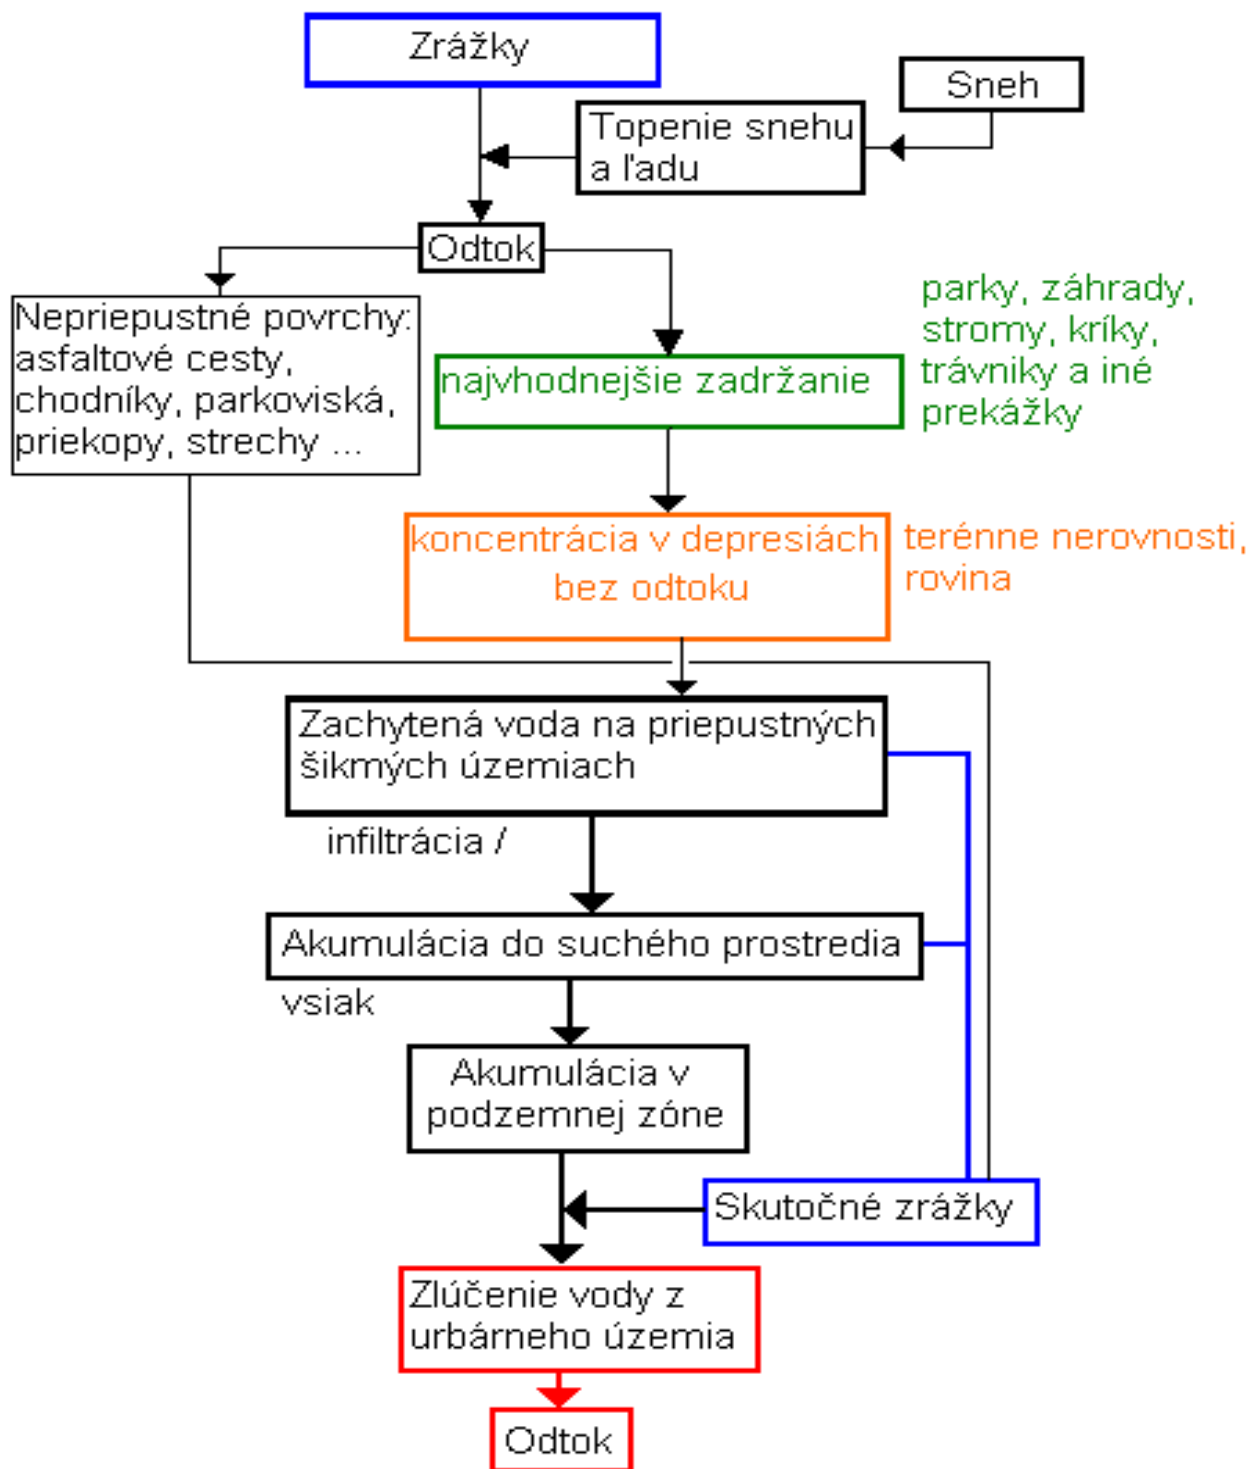 Zrážky
Sneh
Topenie snehu
a ľadu
Odtok
Nepriepustné povrchy:
asfaltové cesty,
chodníky, parkoviská,
priekopy, strechy ...
parky, záhrady,
stromy, kríky,
trávniky a iné
prekážky
najvhodnejšie zadržanie
koncentrácia v depresiách
bez odtoku
terénne nerovnosti,
rovina
Zachytená voda na priepustných
šikmých územiach
infiltrácia /
Akumulácia do suchého prostredia
vsiak
Akumulácia v
podzemnej zóne
Skutočné zrážky
Zlúčenie vody z
urbárneho územia
Odtok